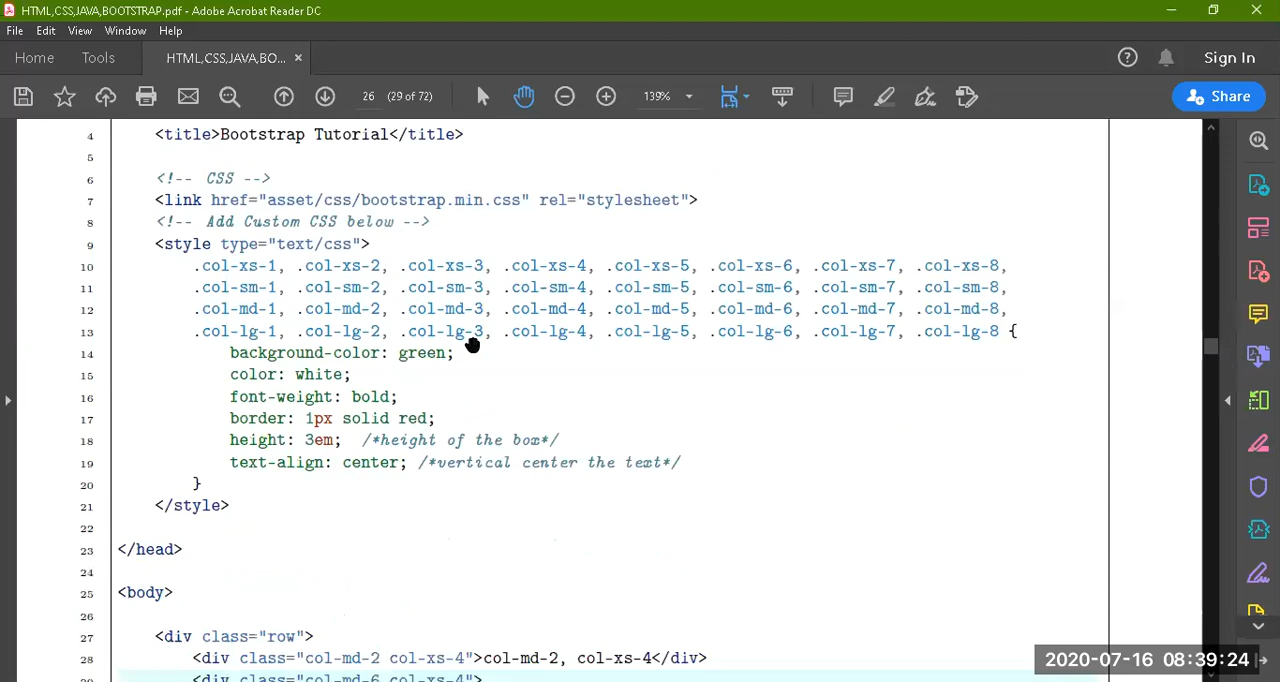 HTML,CSS,JAVA,BOOTSTRAP.pdf - Adobe Acrobat Reader DC
File Edit View Window Help
Home Tools HTML,CSS,JAVA,BO... × Sign In
26 (29 of 72) 139% Share
4 <title>Bootstrap Tutorial</title>
5
6 <!-- CSS -->
7 <link href="asset/css/bootstrap.min.css" rel="stylesheet">
8 <!-- Add Custom CSS below -->
9 <style type="text/css">
10 .col-xs-1, .col-xs-2, .col-xs-3, .col-xs-4, .col-xs-5, .col-xs-6, .col-xs-7, .col-xs-8,
11 .col-sm-1, .col-sm-2, .col-sm-3, .col-sm-4, .col-sm-5, .col-sm-6, .col-sm-7, .col-sm-8,
12 .col-md-1, .col-md-2, .col-md-3, .col-md-4, .col-md-5, .col-md-6, .col-md-7, .col-md-8,
13 .col-lg-1, .col-lg-2, .col-lg-3, .col-lg-4, .col-lg-5, .col-lg-6, .col-lg-7, .col-lg-8 {
14 background-color: green;
15 color: white;
16 font-weight: bold;
17 border: 1px solid red;
18 height: 3em; /*height of the box*/
19 text-align: center; /*vertical center the text*/
20 }
21 </style>
22
23 </head>
24
25 <body>
26
27 <div class="row">
28 <div class="col-md-2 col-xs-4">col-md-2, col-xs-4</div>
29 <div class="col-md-6 col-xs-4">
2020-07-16 08:39:24